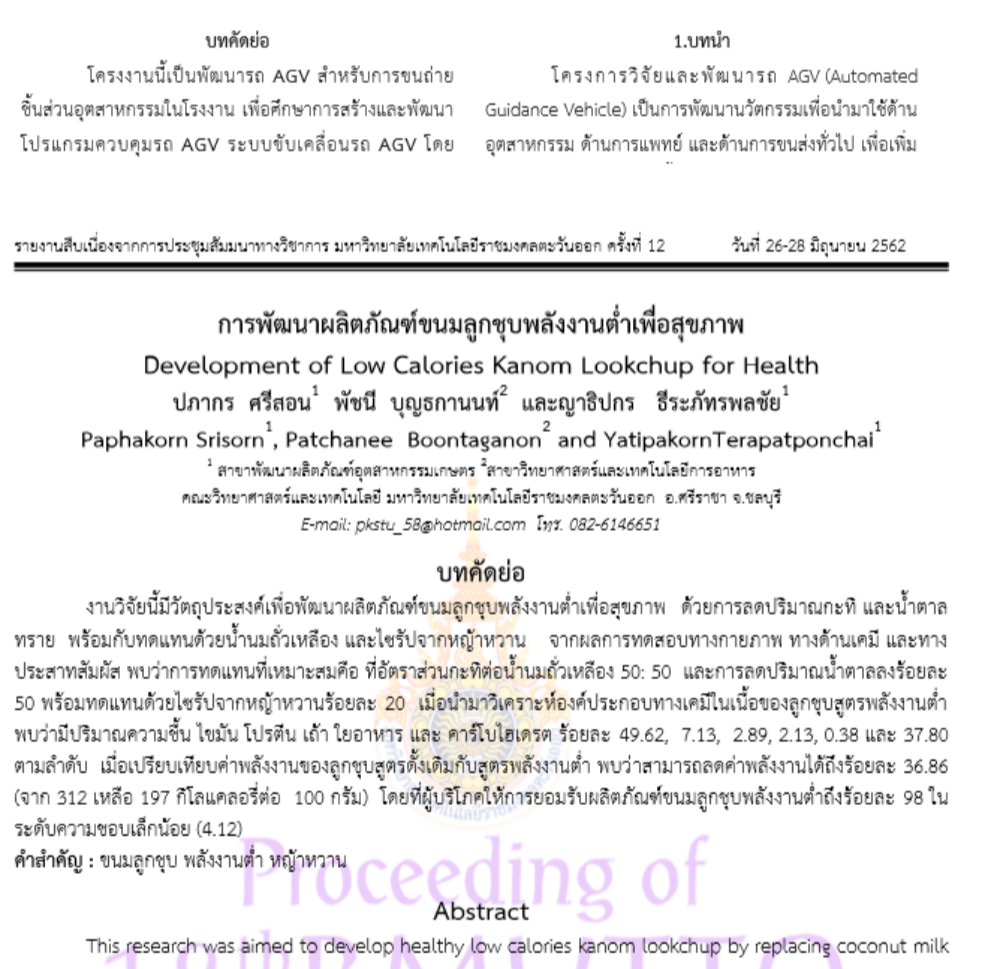 บทคัดย่อ
โครงงานนี้เป็นพัฒนารถ AGV สำหรับการขนถ่าย
ชิ้นส่วนอุตสาหกรรมในโรงงาน เพื่อศึกษาการสร้างและพัฒนา
โปรแกรมควบคุมรถ AGV ระบบขับเคลื่อนรถ AGV โดย
1.บทนำ
โครงการวิจัยและพัฒนารถ AGV (Automated
Guidance Vehicle) เป็นการพัฒนานวัตกรรมเพื่อนำมาใช้ด้าน
อุตสาหกรรม ด้านการแพทย์ และด้านการขนส่งทั่วไป เพื่อเพิ่ม
รายงานสืบเนื่องจากการประชุมสัมมนาทางวิชาการ มหาวิทยาลัยเทคโนโลยีราชมงคลตะวันออก ครั้งที่ 12 วันที่ 26-28 มิถุนายน 2562
การพัฒนาผลิตภัณฑ์ขนมลูกชุบพลังงานต่ำเพื่อสุขภาพ
Development of Low Calories Kanom Lookchup for Health
ปภากร ศรีสอน1 พัชนี บุญธกานนท์2 และญาธิปกร ธีระภัทรพลชัย1
Paphakorn Srisorn1, Patchanee Boontaganon2 and YatipakornTerapatponchai1
1 สาขาพัฒนาผลิตภัณฑ์อุตสาหกรรมเกษตร 2สาขาวิทยาศาสตร์และเทคโนโลยีการอาหาร
คณะวิทยาศาสตร์และเทคโนโลยี มหาวิทยาลัยเทคโนโลยีราชมงคลตะวันออก อ.ศรีราชา จ.ชลบุรี
E-mail: pkstu_58@hotmail.com โทร. 082-6146651
บทคัดย่อ
งานวิจัยนี้มีวัตถุประสงค์เพื่อพัฒนาผลิตภัณฑ์ขนมลูกชุบพลังงานต่ำเพื่อสุขภาพ ด้วยการลดปริมาณกะทิ และน้ำตาล
ทราย พร้อมกับทดแทนด้วยน้ำนมถั่วเหลือง และไซรัปจากหญ้าหวาน จากผลการทดสอบทางกายภาพ ทางด้านเคมี และทาง
ประสาทสัมผัส พบว่าการทดแทนที่เหมาะสมคือ ที่อัตราส่วนกะทิต่อน้ำนมถั่วเหลือง 50: 50 และการลดปริมาณน้ำตาลลงร้อยละ
50 พร้อมทดแทนด้วยไซรัปจากหญ้าหวานร้อยละ 20 เมื่อนำมาวิเคราะห์องค์ประกอบทางเคมีในเนื้อของลูกชุบสูตรพลังงานต่ำ
พบว่ามีปริมาณความชื้น ไขมัน โปรตีน เถ้า ใยอาหาร และ คาร์โบไฮเดรต ร้อยละ 49.62, 7.13, 2.89, 2.13, 0.38 และ 37.80
ตามลำดับ เมื่อเปรียบเทียบค่าพลังงานของลูกชุบสูตรดั้งเดิมกับสูตรพลังงานต่ำ พบว่าสามารถลดค่าพลังงานได้ถึงร้อยละ 36.86
(จาก 312 เหลือ 197 กิโลแคลอรี่ต่อ 100 กรัม) โดยที่ผู้บริโภคให้การยอมรับผลิตภัณฑ์ขนมลูกชุบพลังงานต่ำถึงร้อยละ 98 ใน
ระดับความชอบเล็กน้อย (4.12)
คำสำคัญ : ขนมลูกชุบ พลังงานต่ำ หญ้าหวาน
Proceeding of
Abstract
This research was aimed to develop healthy low calories kanom lookchup by replacing coconut milk